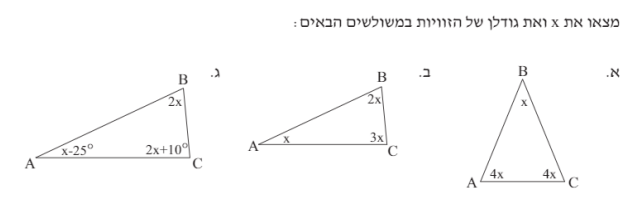 מצאו את x ואת גודלן של הזוויות במשולשים הבאים :
א.
B
x
A 4x 4x C
ב.
B
2x
A x 3x C
ג.
B
2x
A x-25° 2x+10° C